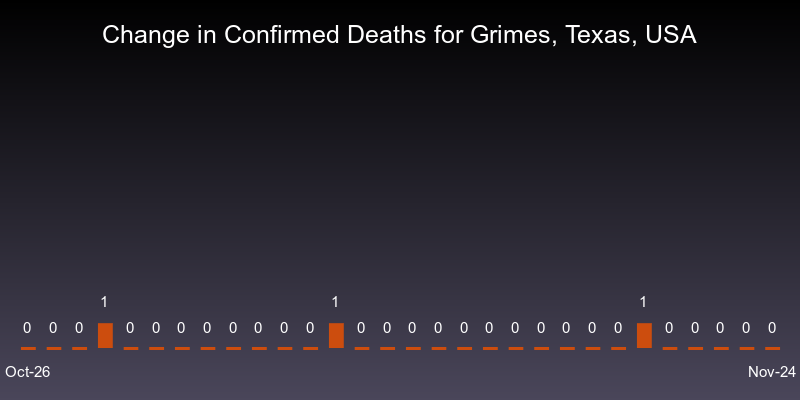 Change in Confirmed Deaths for Grimes, Texas, USA
1 1 1
0 0 0 0 0 0 0 0 0 0 0 0 0 0 0 0 0 0 0 0 0 0 0 0 0 0 0
Oct-26 Nov-24